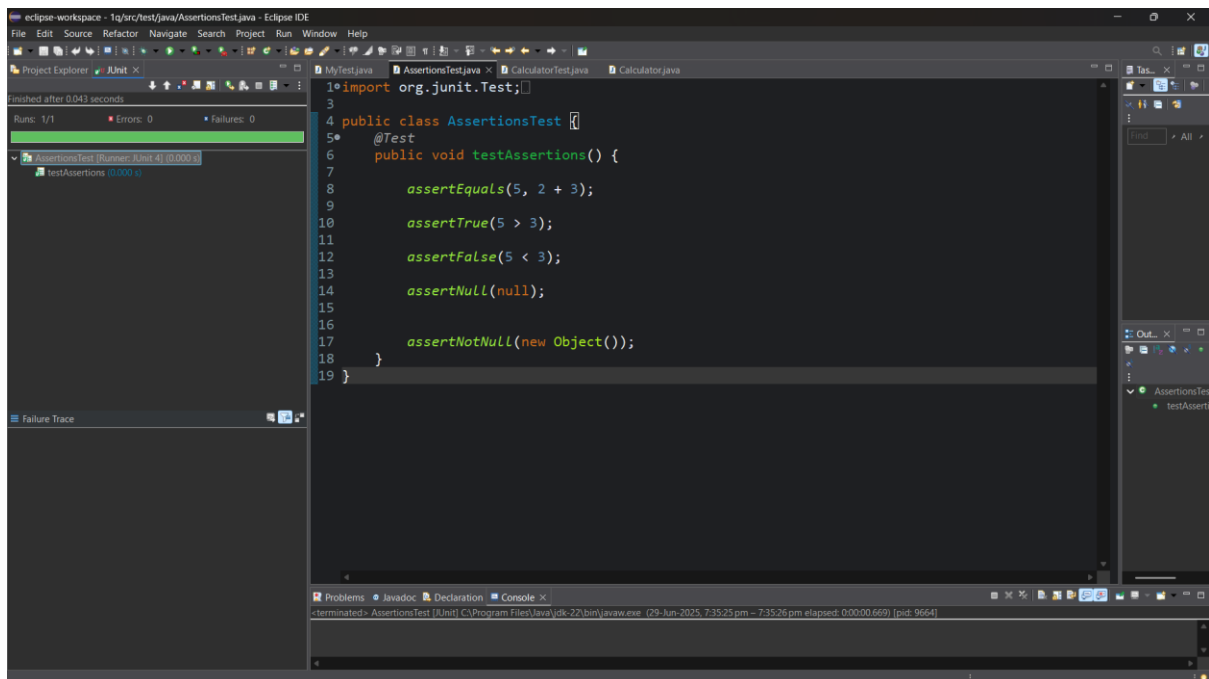 eclipse-workspace - 1q/src/test/java/AssertionsTest.java - Eclipse IDE
File Edit Source Refactor Navigate Search Project Run Window Help
Project Explorer JUnit
Finished after 0.043 seconds
Runs: 1/1 Errors: 0 Failures: 0
AssertionsTest [Runner: JUnit 4] (0.000 s)
testAssertions (0.000 s)
Failure Trace
MyTest.java AssertionsTest.java CalculatorTest.java Calculator.java
1 import org.junit.Test;
3
4 public class AssertionsTest {
5 @Test
6 public void testAssertions() {
7
8 assertEquals(5, 2 + 3);
9
10 assertTrue(5 > 3);
11
12 assertFalse(5 < 3);
13
14 assertNull(null);
15
16
17 assertNotNull(new Object());
18 }
19 }
Problems Javadoc Declaration Console
<terminated> AssertionsTest [JUnit] C:\Program Files\Java\jdk-22\bin\javaw.exe (29-Jun-2025, 7:35:25 pm – 7:35:26 pm elapsed: 0:00:00.669) [pid: 9664]
Tas...
Find All
Out...
AssertionsTes
testAsserti